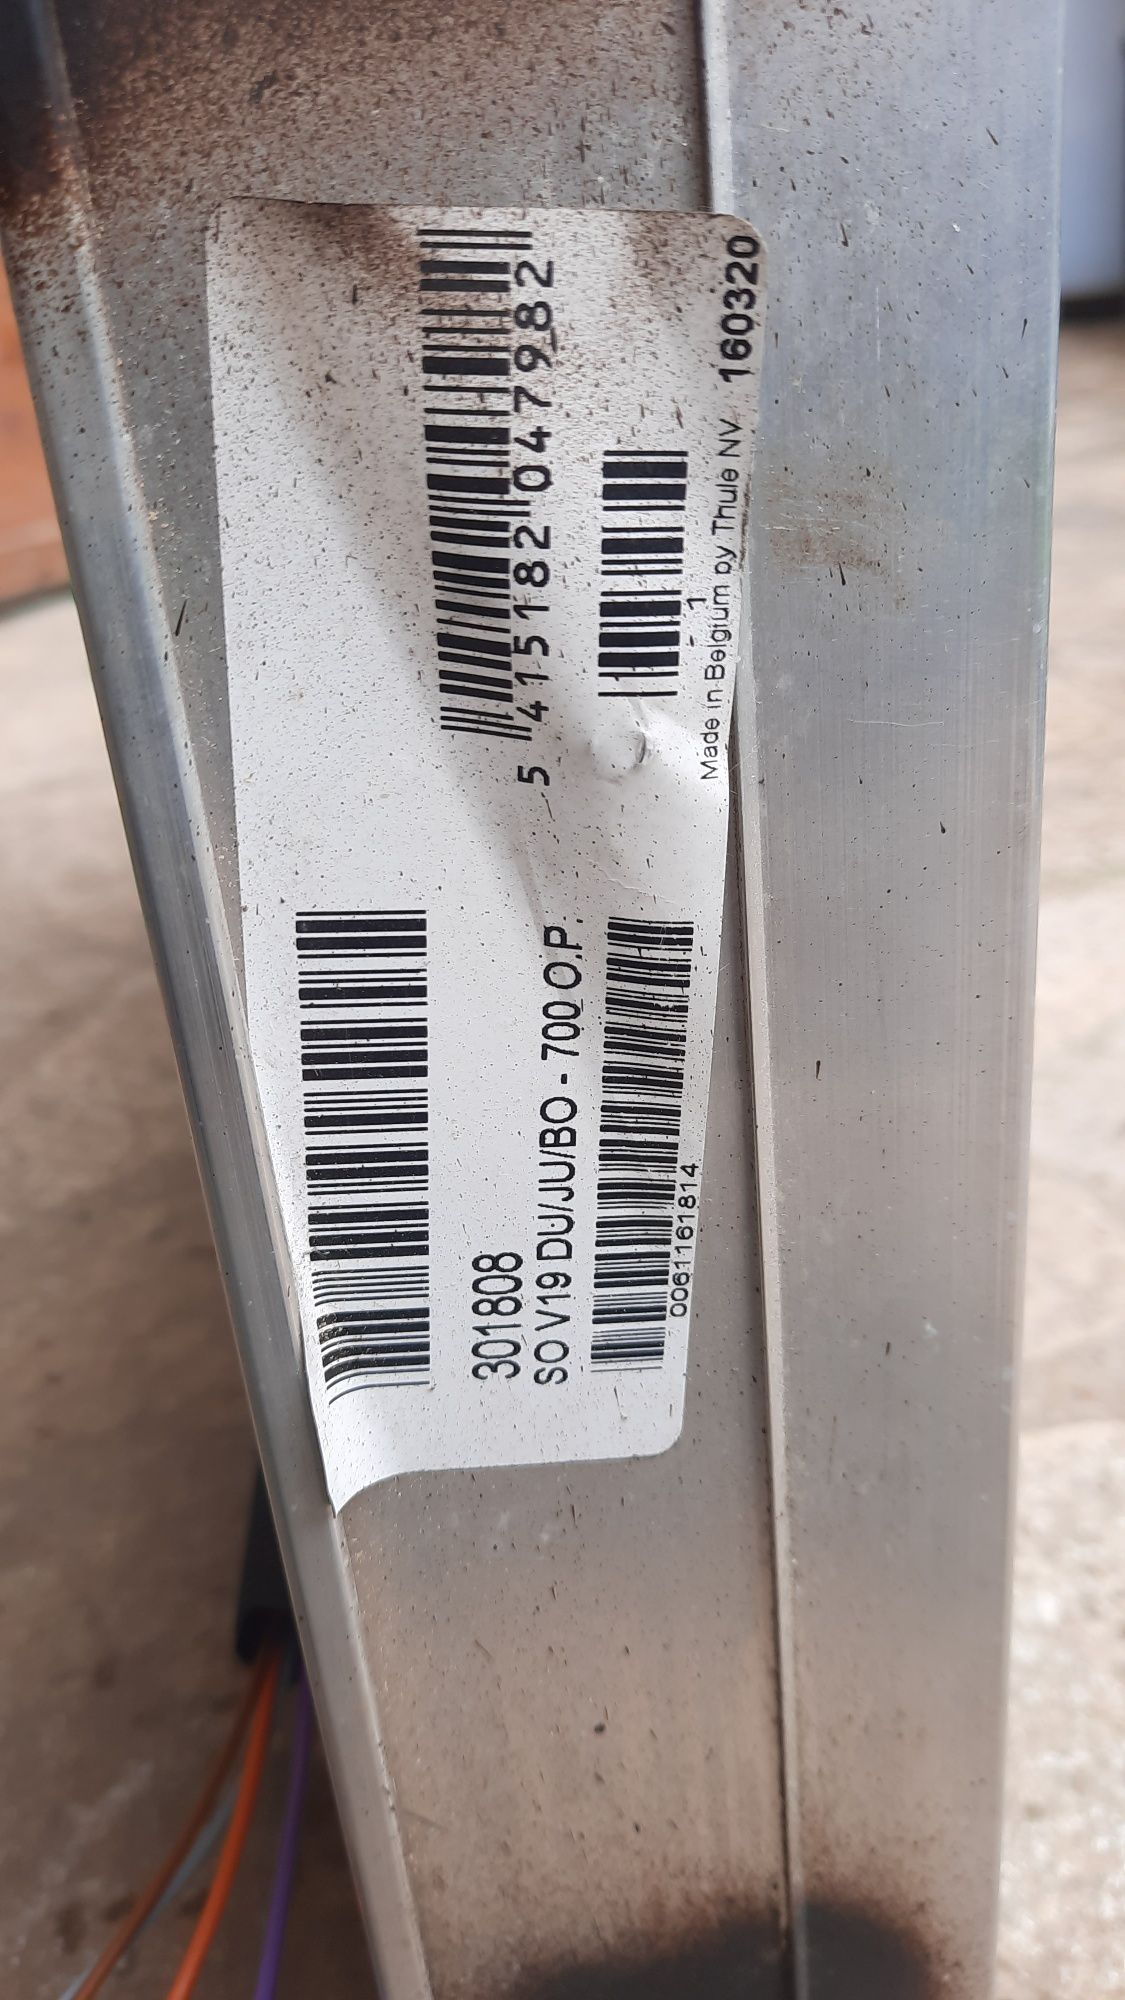 301808
SO V19 DU/JU/BO - 700 O.P.
0061161814
5 415182 047982
1
Made in Belgium by Thule NV 160320